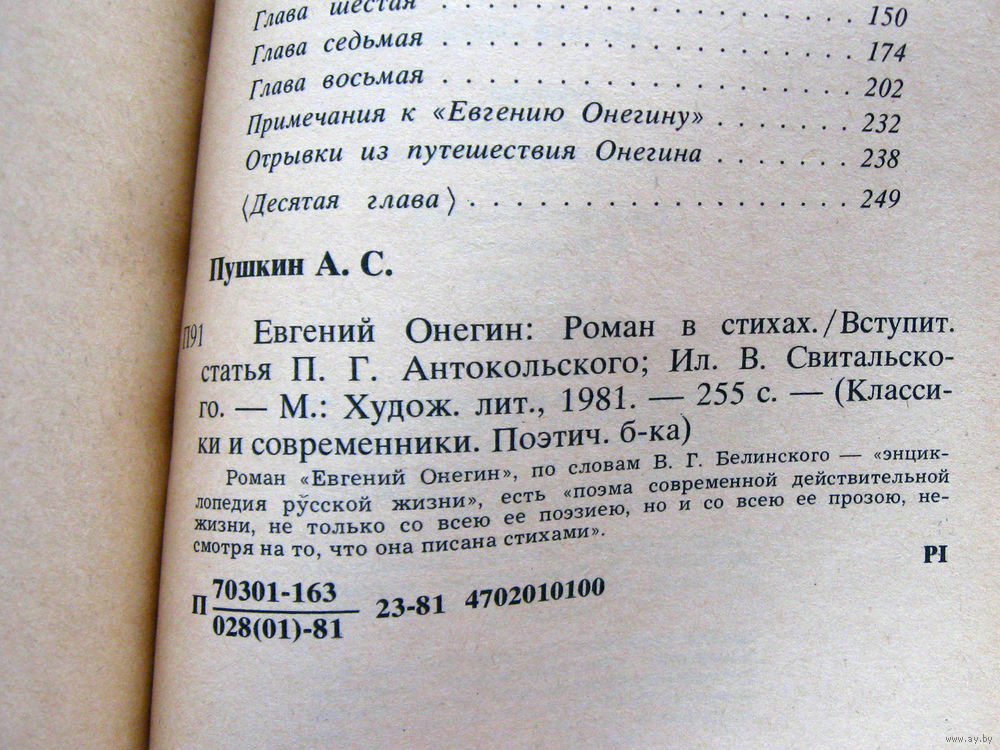 Глава шестая . . . . . . . . . . . . . . . . 150
Глава седьмая . . . . . . . . . . . . . . . . 174
Глава восьмая . . . . . . . . . . . . . . . . 202
Примечания к «Евгению Онегину» . . . . . . . 232
Отрывки из путешествия Онегина . . . . . . . 238
⟨Десятая глава⟩ . . . . . . . . . . . . . . . 249
Пушкин А. С.
П91 Евгений Онегин: Роман в стихах./Вступит.
статья П. Г. Антокольского; Ил. В. Свитальско-
го. — М.: Худож. лит., 1981. — 255 с. — (Класси-
ки и современники. Поэтич. б-ка)
Роман «Евгений Онегин», по словам В. Г. Белинского — «энцик-
лопедия русской жизни», есть «поэма современной действительной
жизни, не только со всею ее поэзиею, но и со всею ее прозою, не-
смотря на то, что она писана стихами».
П 70301-163
028(01)-81 23-81 4702010100
PI
www.ay.by